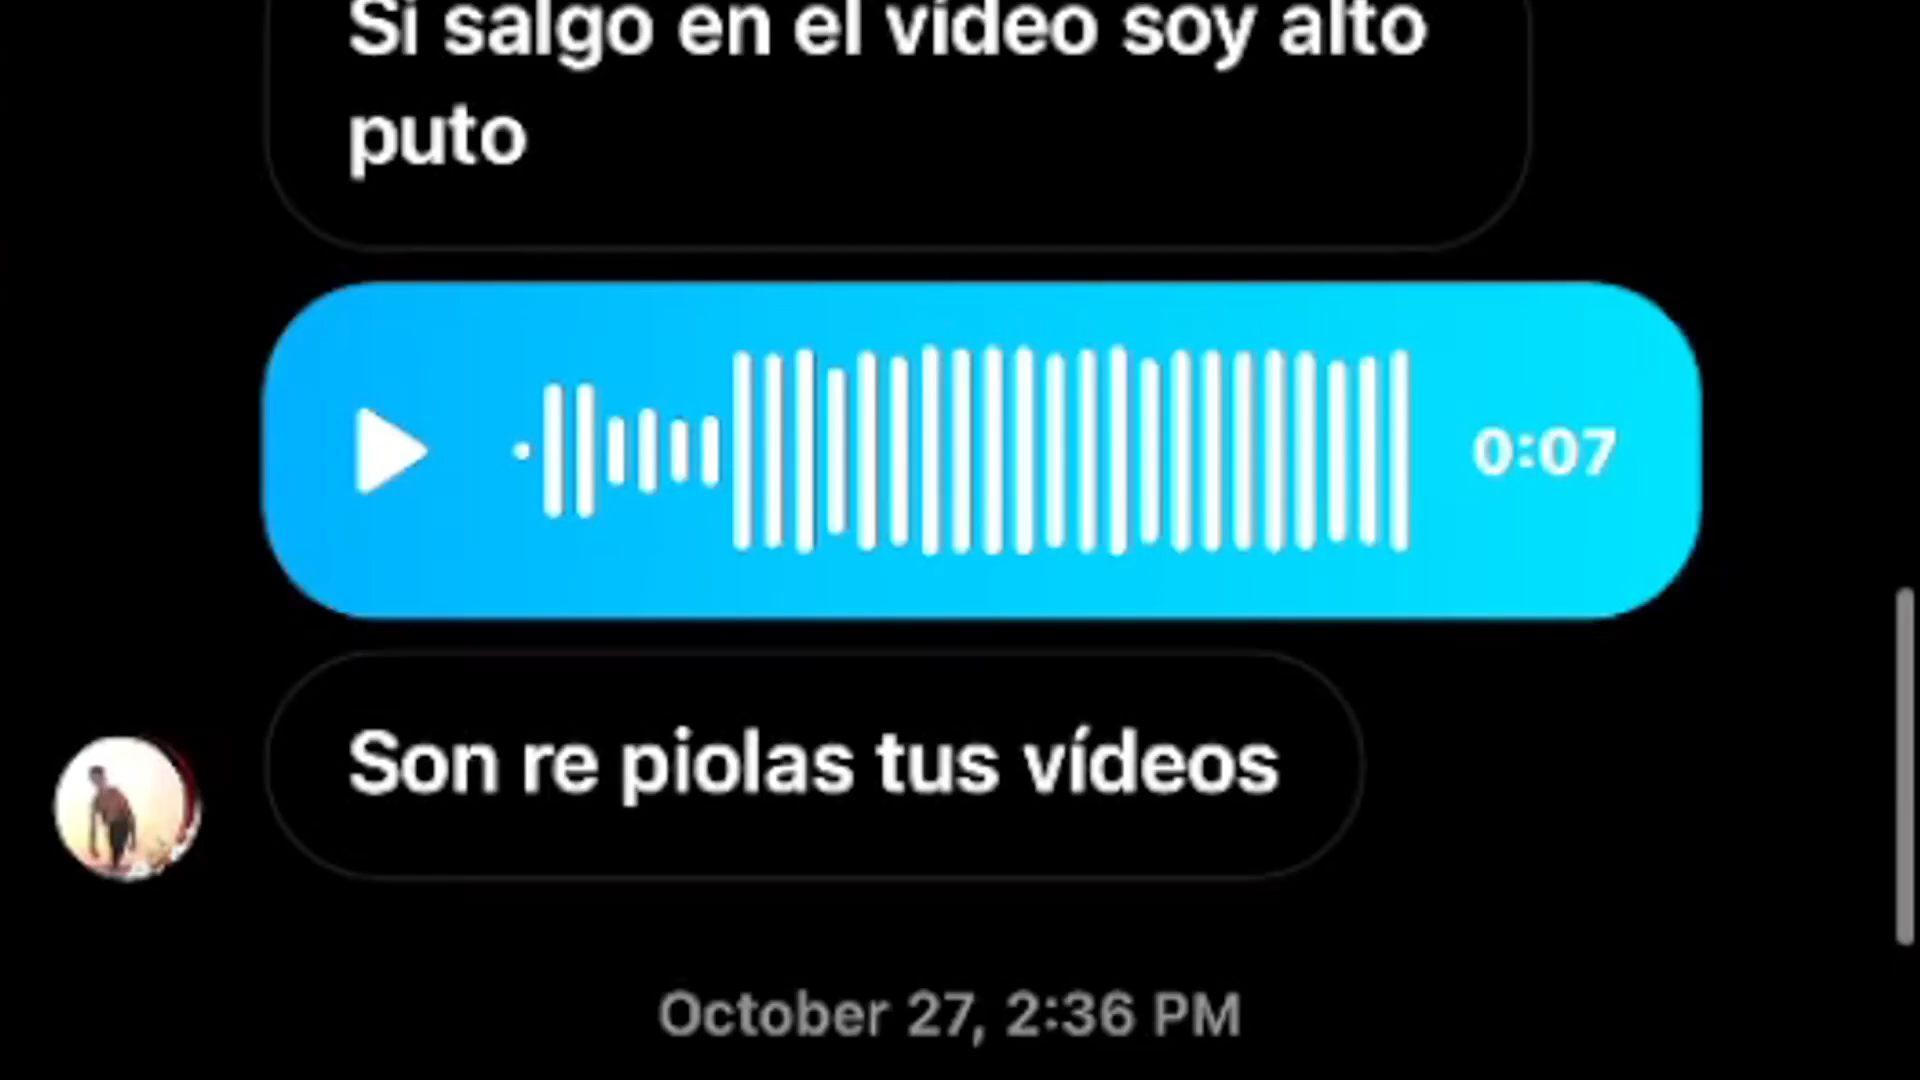 Si salgo en el vídeo soy alto
puto
0:07
Son re piolas tus vídeos
October 27, 2:36 PM